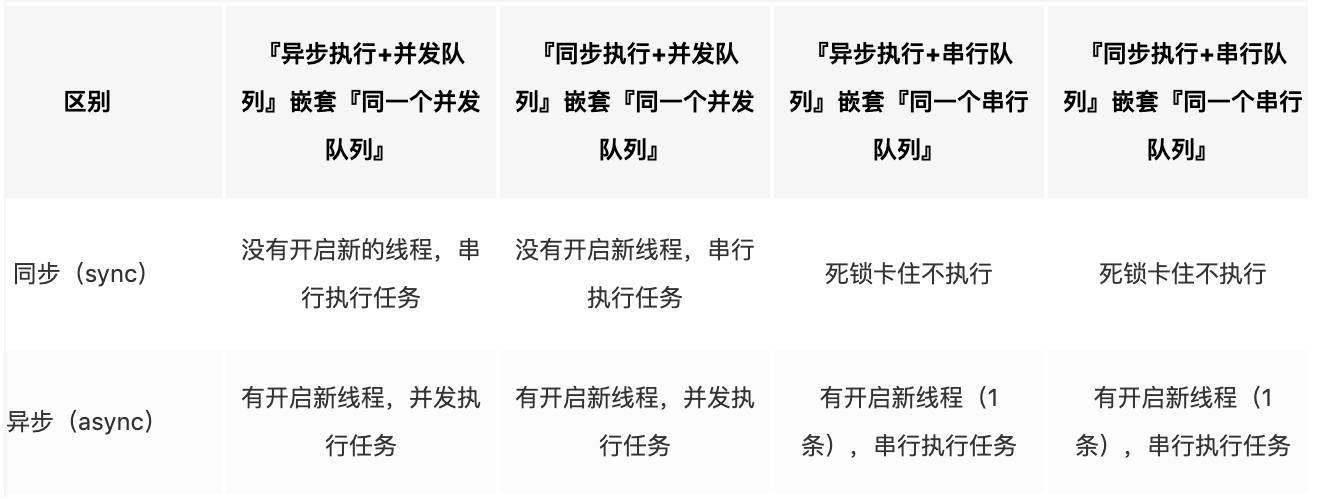 区别
『异步执行+并发队
列』嵌套『同一个并发
队列』
『同步执行+并发队
列』嵌套『同一个并发
队列』
『异步执行+串行队
列』嵌套『同一个串行
队列』
『同步执行+串行队
列』嵌套『同一个串行
队列』
同步（sync）
没有开启新的线程，串
行执行任务
没有开启新线程，串行
执行任务
死锁卡住不执行
死锁卡住不执行
异步（async）
有开启新线程，并发执
行任务
有开启新线程，并发执
行任务
有开启新线程（1
条），串行执行任务
有开启新线程（1
条），串行执行任务